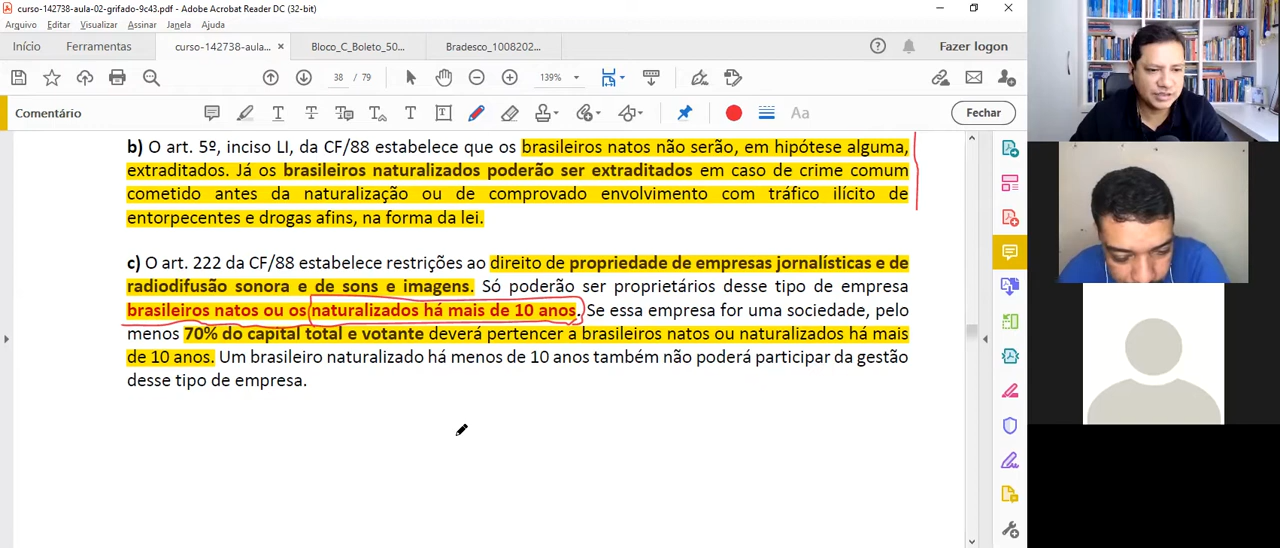 curso-142738-aula-02-grifado-9c43.pdf - Adobe Acrobat Reader DC (32-bit)
Arquivo Editar Visualizar Assinar Janela Ajuda
Início Ferramentas curso-142738-aula... × Bloco_C_Boleto_50... Bradesco_1008202... Fazer logon
38 / 79 139%
Comentário Aa Fechar
b) O art. 5º, inciso LI, da CF/88 estabelece que os brasileiros natos não serão, em hipótese alguma,
extraditados. Já os brasileiros naturalizados poderão ser extraditados em caso de crime comum
cometido antes da naturalização ou de comprovado envolvimento com tráfico ilícito de
entorpecentes e drogas afins, na forma da lei.
c) O art. 222 da CF/88 estabelece restrições ao direito de propriedade de empresas jornalísticas e de
radiodifusão sonora e de sons e imagens. Só poderão ser proprietários desse tipo de empresa
brasileiros natos ou os naturalizados há mais de 10 anos. Se essa empresa for uma sociedade, pelo
menos 70% do capital total e votante deverá pertencer a brasileiros natos ou naturalizados há mais
de 10 anos. Um brasileiro naturalizado há menos de 10 anos também não poderá participar da gestão
desse tipo de empresa.